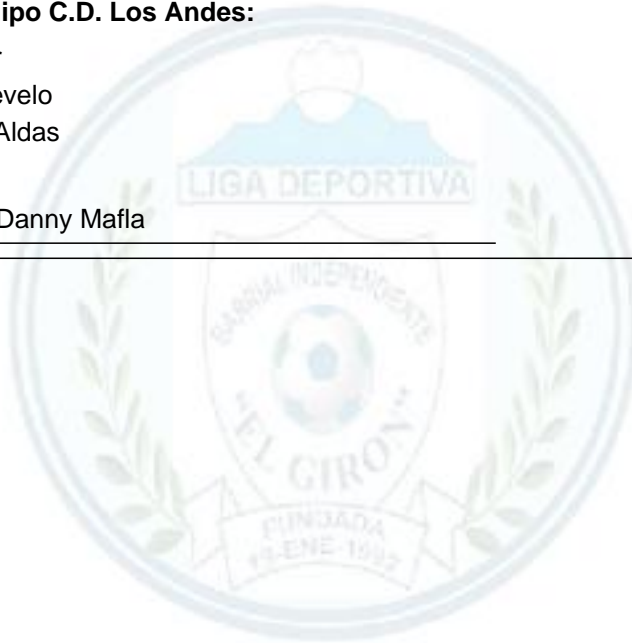 ipo C.D. Los Andes:
evelo
Aldas
Danny Mafla
LIGA DEPORTIVA
BARRIAL INDEPENDIENTE
"EL GIRON"
FUNDADA